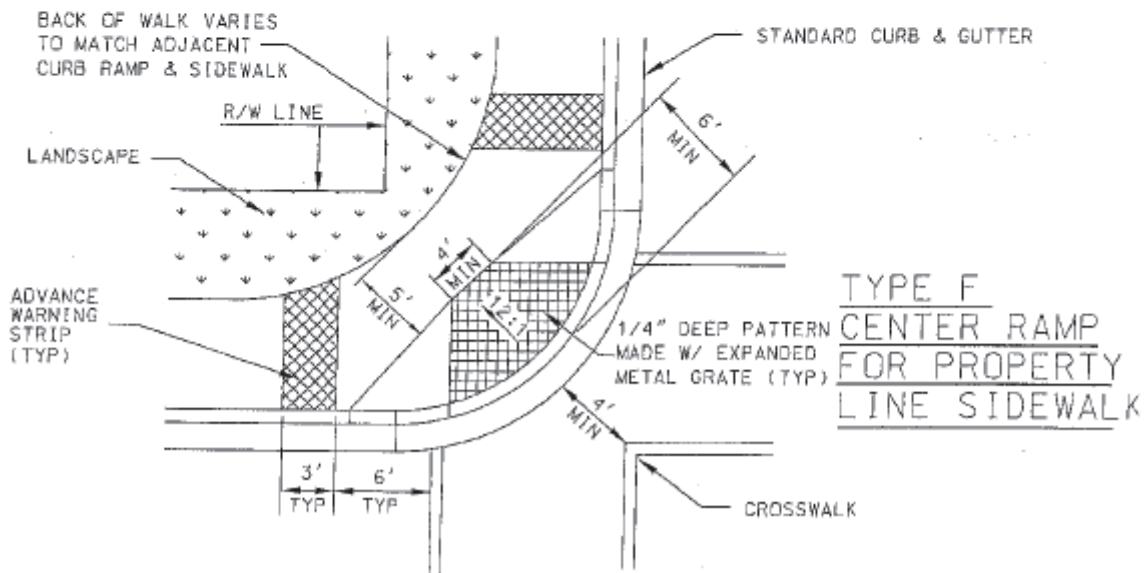 BACK OF WALK VARIES
TO MATCH ADJACENT
CURB RAMP & SIDEWALK
STANDARD CURB & GUTTER
R/W LINE
6'
MIN
LANDSCAPE
4'
MIN
5'
MIN
12:1
ADVANCE
WARNING
STRIP
(TYP)
1/4" DEEP PATTERN
MADE W/ EXPANDED
METAL GRATE (TYP)
TYPE F
CENTER RAMP
FOR PROPERTY
LINE SIDEWALK
4'
MIN
3'
TYP
6'
TYP
CROSSWALK